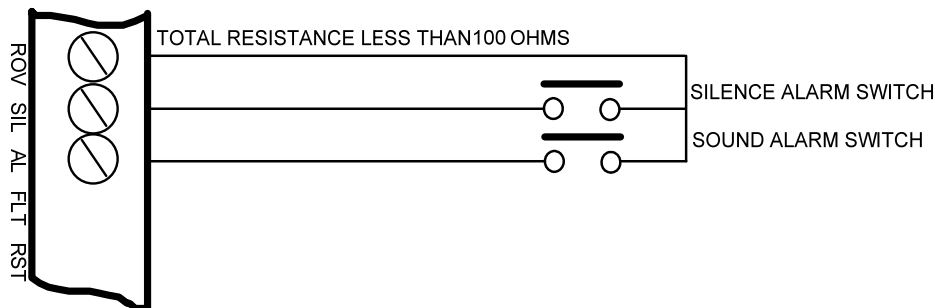 TOTAL RESISTANCE LESS THAN100 OHMS
ROV
SIL
AL
FLT
RST
SILENCE ALARM SWITCH
SOUND ALARM SWITCH